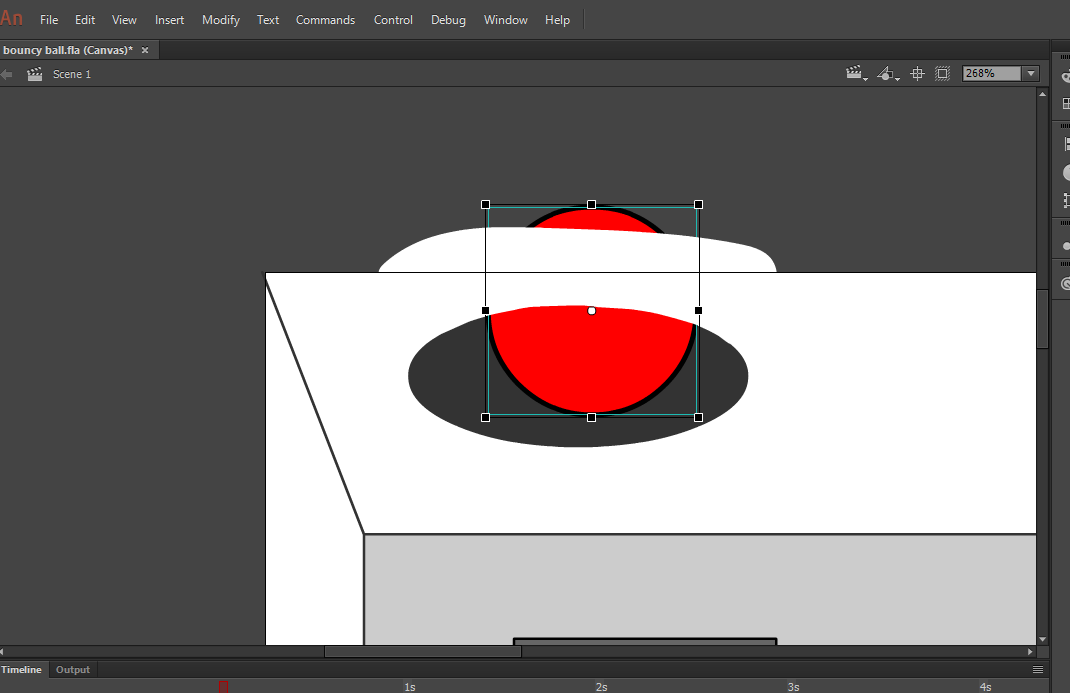 An File Edit View Insert Modify Text Commands Control Debug Window Help
bouncy ball.fla (Canvas)* ×
Scene 1
268%
Timeline Output
1s 2s 3s 4s